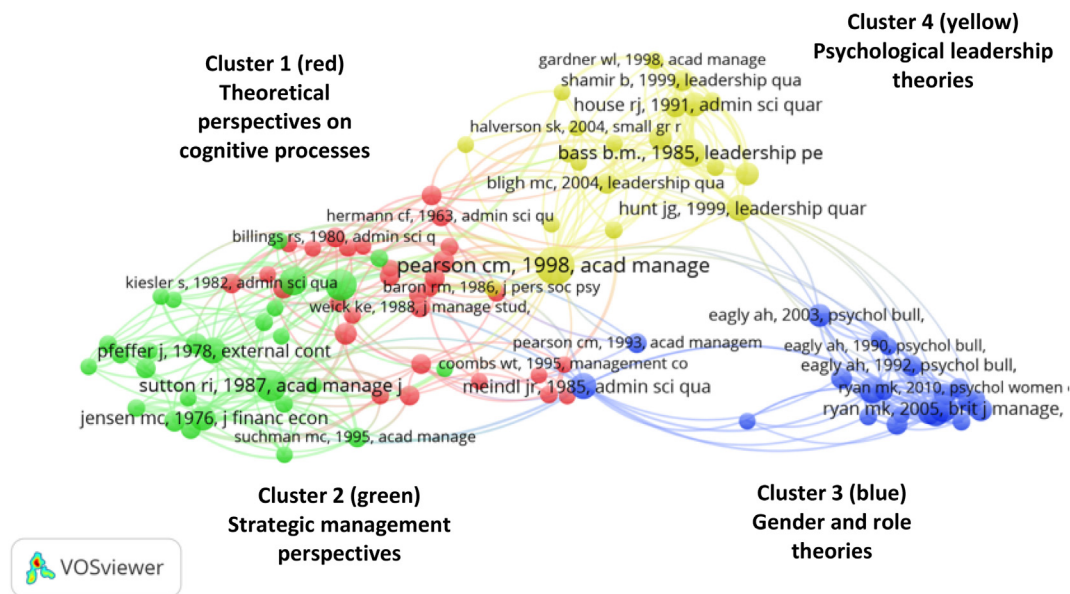 Cluster 4 (yellow)
Psychological leadership
theories
Cluster 1 (red)
Theoretical
perspectives on
cognitive processes
gardner wl, 1998, acad manage
shamir b, 1999, leadership qua
house rj, 1991, admin sci quar
halverson sk, 2004, small gr r
bass b.m., 1985, leadership pe
bligh mc, 2004, leadership qua
hunt jg, 1999, leadership quar
hermann cf, 1963, admin sci qu
billings rs, 1980, admin sci q
pearson cm, 1998, acad manage
kiesler s, 1982, admin sci qua
baron rm, 1986, j pers soc psy
weick ke, 1988, j manage stud,
eagly ah, 2003, psychol bull,
pearson cm, 1993, acad managem
eagly ah, 1990, psychol bull,
pfeffer j, 1978, external cont
coombs wt, 1995, management co
eagly ah, 1992, psychol bull,
sutton ri, 1987, acad manage j
meindl jr, 1985, admin sci qua
ryan mk, 2010, psychol women
ryan mk, 2005, brit j manage,
jensen mc, 1976, j financ econ
suchman mc, 1995, acad manage
Cluster 2 (green)
Strategic management
perspectives
Cluster 3 (blue)
Gender and role
theories
VOSviewer